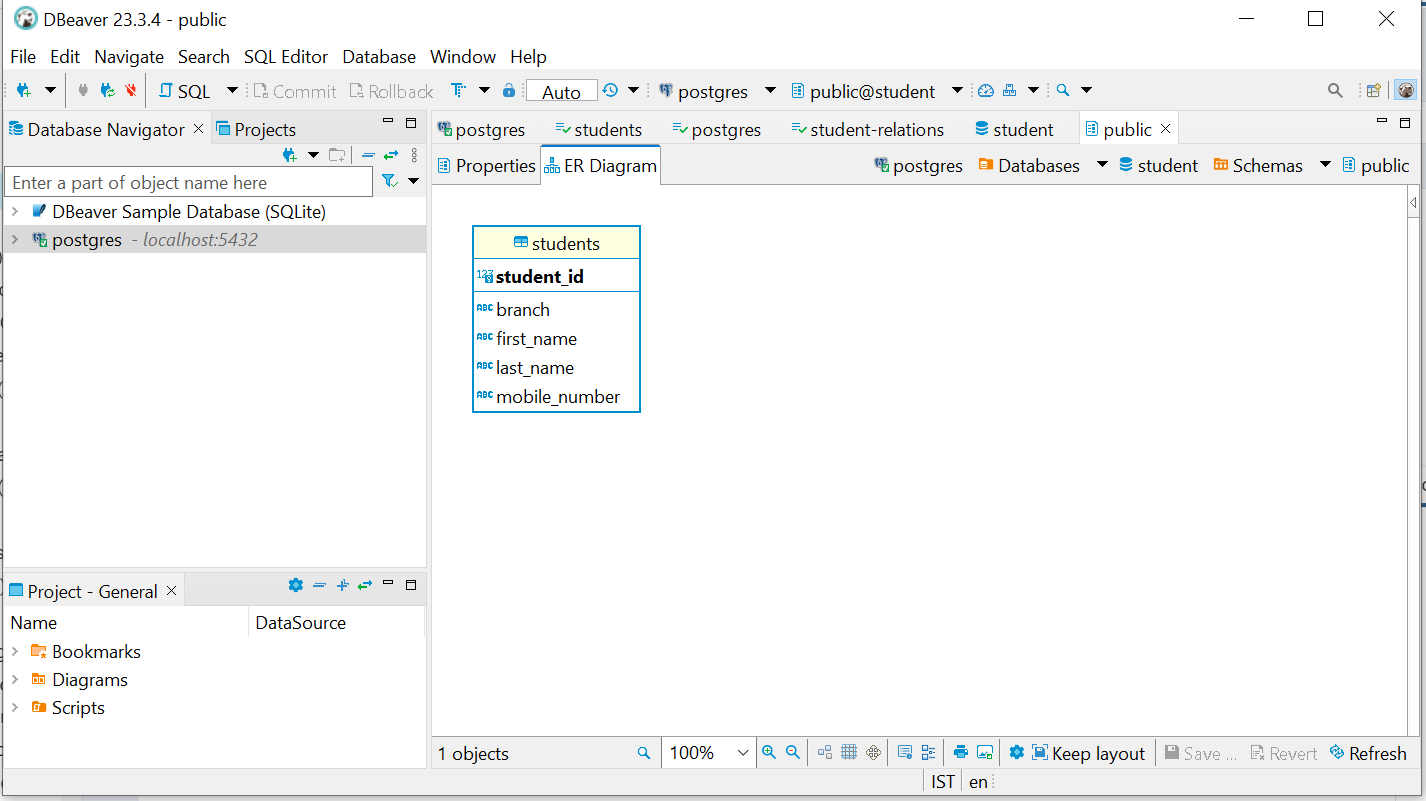 DBeaver 23.3.4 - public
File Edit Navigate Search SQL Editor Database Window Help
SQL Commit Rollback Auto postgres public@student
Database Navigator Projects
Enter a part of object name here
DBeaver Sample Database (SQLite)
postgres - localhost:5432
postgres students postgres student-relations student public
Properties ER Diagram postgres Databases student Schemas public
students
123 student_id
ABC branch
ABC first_name
ABC last_name
ABC mobile_number
Project - General
Name DataSource
Bookmarks
Diagrams
Scripts
1 objects 100% Keep layout Save ... Revert Refresh
IST en